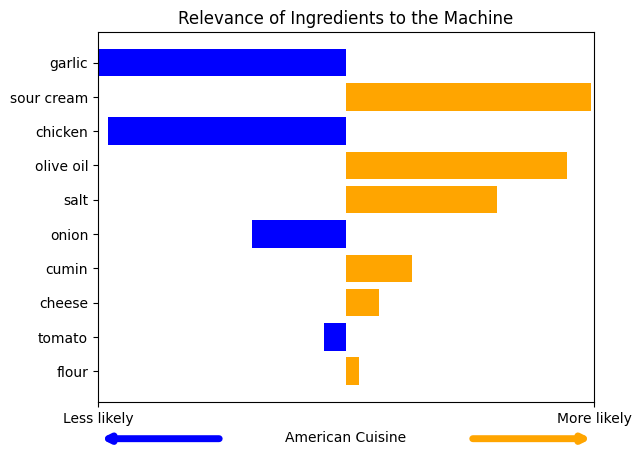 Relevance of Ingredients to the Machine
garlic
sour cream
chicken
olive oil
salt
onion
cumin
cheese
tomato
flour
Less likely
More likely
American Cuisine